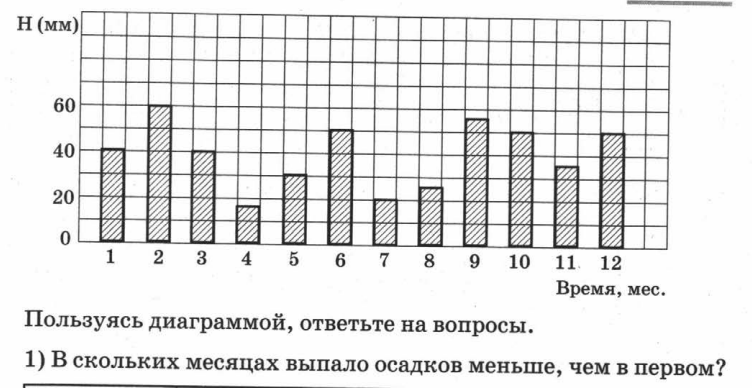 H (мм)
60
40
20
0
1 2 3 4 5 6 7 8 9 10 11 12
Время, мес.
Пользуясь диаграммой, ответьте на вопросы.
1) В скольких месяцах выпало осадков меньше, чем в первом?